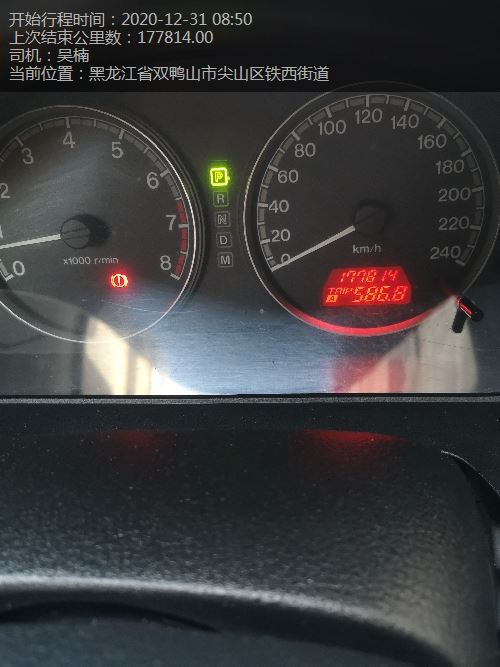 开始行程时间：2020-12-31 08:50
上次结束公里数：177814.00
司机：吴楠
当前位置：黑龙江省双鸭山市尖山区铁西街道
0
2
3
4
5
6
7
8
x1000 r/min
P
R
N
D
M
0
20
40
60
80
100
120
140
160
180
200
220
240
km/h
177814
TRIP A 586.8